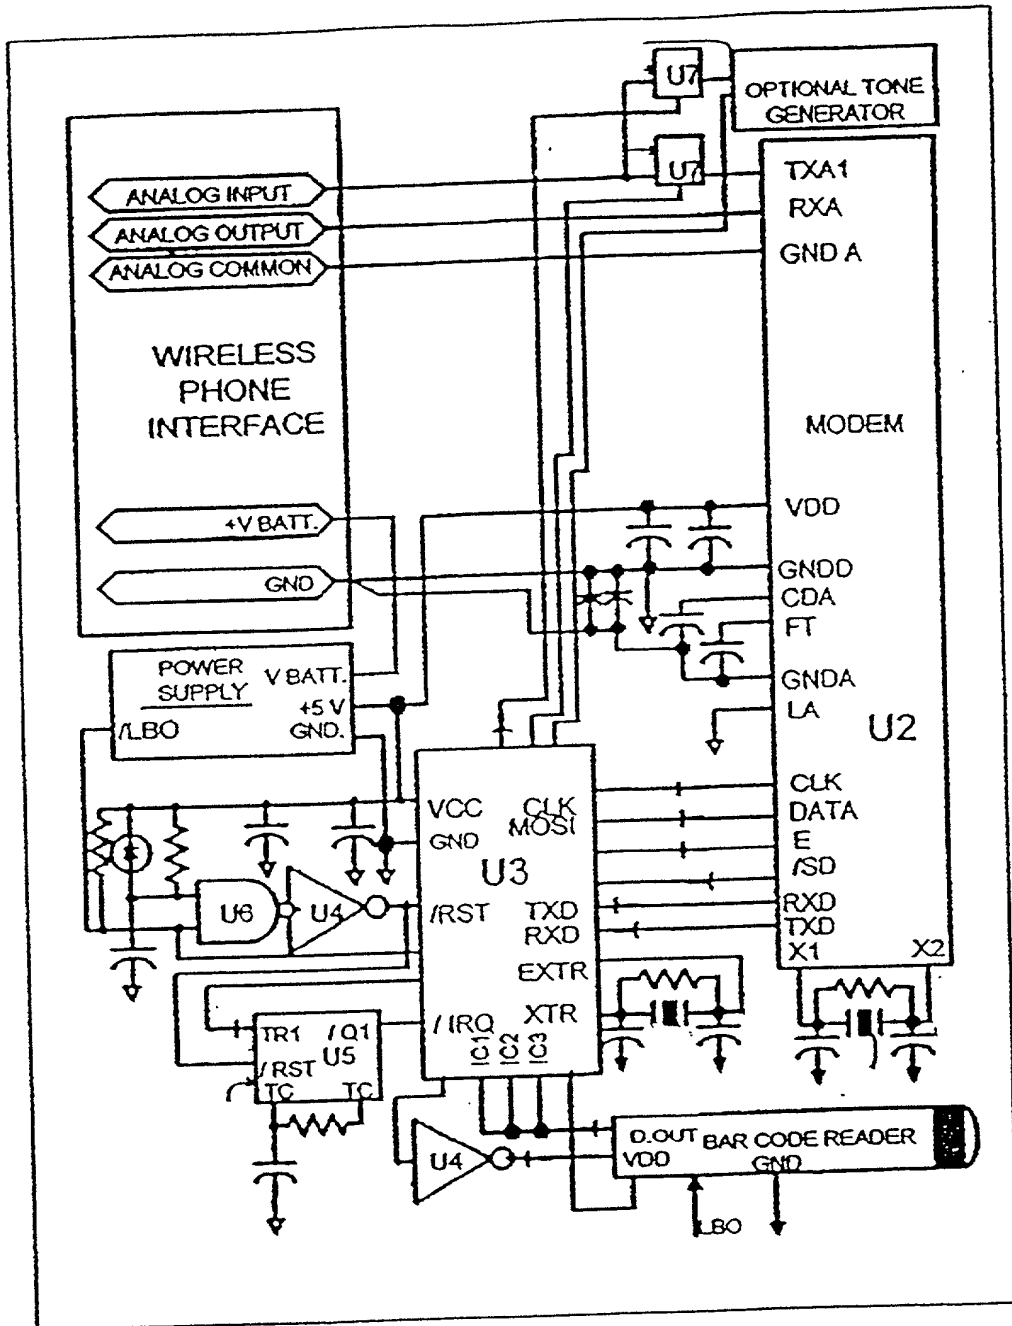 U7
OPTIONAL TONE
GENERATOR
U7
TXA1
ANALOG INPUT
RXA
ANALOG OUTPUT
GND A
ANALOG COMMON
WIRELESS
PHONE
INTERFACE
MODEM
+V BATT.
VDD
GND
GNDD
CDA
FT
POWER
SUPPLY
V BATT.
GNDA
+5 V
LA
/LBO
GND.
U2
VCC
CLK
MOSI
CLK
DATA
GND
E
U3
/SD
U6
U4
/RST
TXD
RXD
RXD
TXD
X1
X2
EXTR
XTR
TR1
/Q1
/IRQ
U5
/RST
IC1
IC2
IC3
TC
TC
U4
D.OUT
BAR CODE READER
VDD
GND
LBO